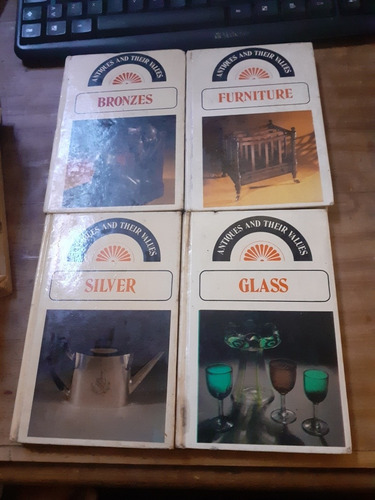 ANTIQUES AND THEIR VALUES
BRONZES
ANTIQUES AND THEIR VALUES
FURNITURE
ANTIQUES AND THEIR VALUES
SILVER
ANTIQUES AND THEIR VALUES
GLASS